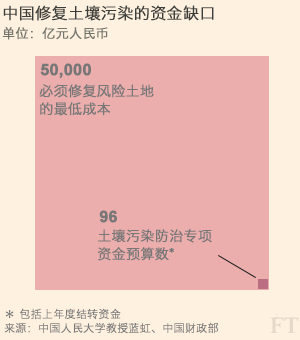 中国修复土壤污染的资金缺口
单位：亿元人民币
50,000
必须修复风险土地
的最低成本
96
土壤污染防治专项
资金预算数*
* 包括上年度结转资金
来源：中国人民大学教授蓝虹、中国财政部
FT